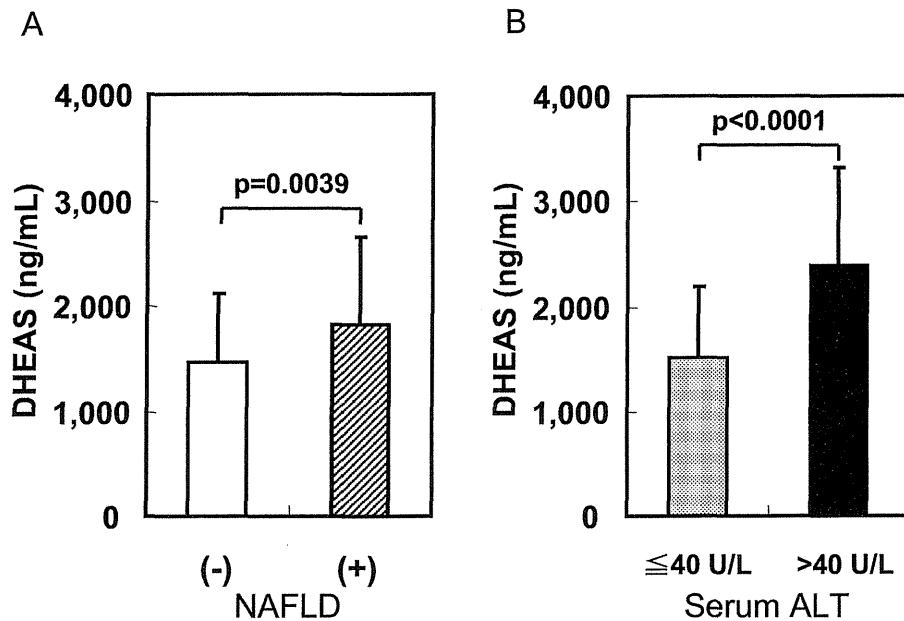 A
DHEAS (ng/mL)
4,000
3,000
2,000
1,000
0
p=0.0039
(-) (+)
NAFLD
B
DHEAS (ng/mL)
4,000
3,000
2,000
1,000
0
p<0.0001
≦40 U/L >40 U/L
Serum ALT